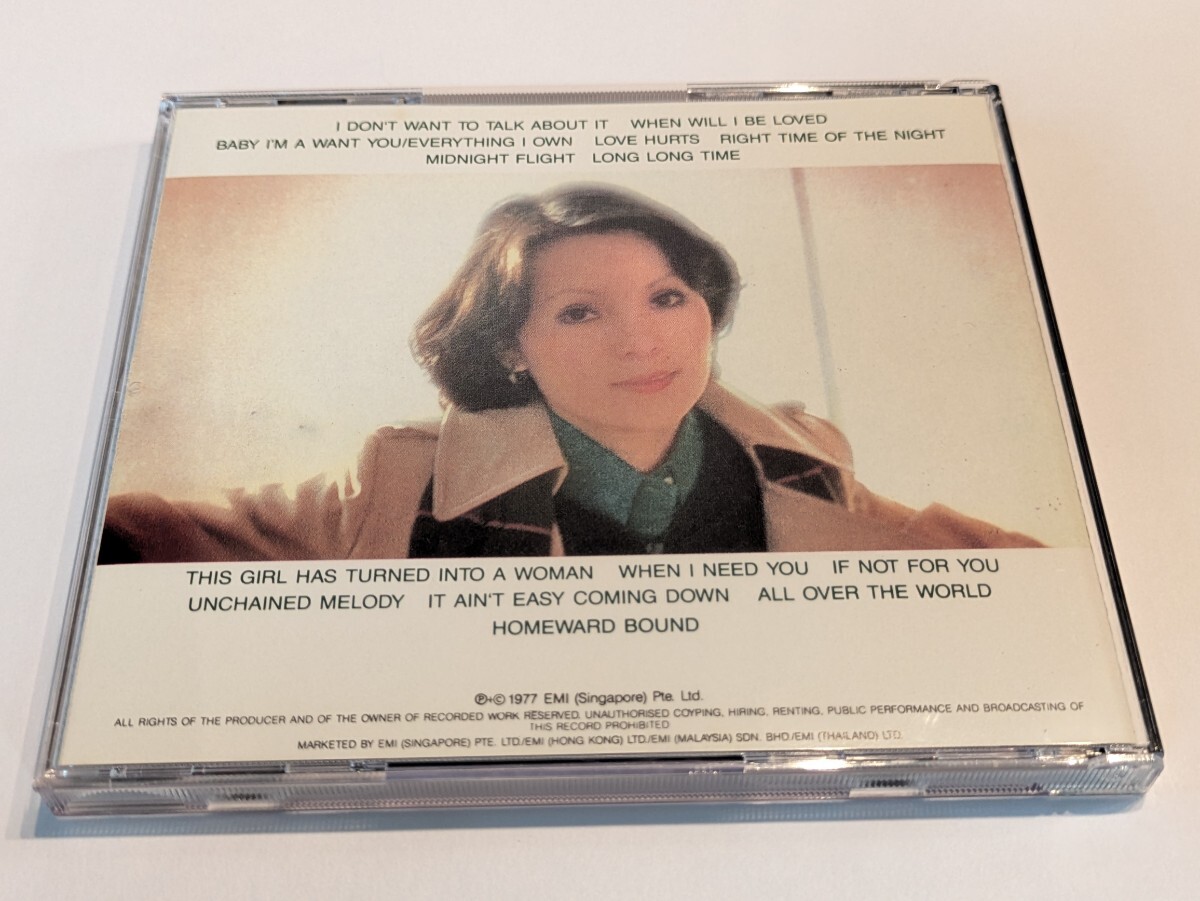 I DON'T WANT TO TALK ABOUT IT WHEN WILL I BE LOVED
BABY I'M A WANT YOU/EVERYTHING I OWN LOVE HURTS RIGHT TIME OF THE NIGHT
MIDNIGHT FLIGHT LONG LONG TIME
THIS GIRL HAS TURNED INTO A WOMAN WHEN I NEED YOU IF NOT FOR YOU
UNCHAINED MELODY IT AIN'T EASY COMING DOWN ALL OVER THE WORLD
HOMEWARD BOUND
℗+© 1977 EMI (Singapore) Pte. Ltd.
ALL RIGHTS OF THE PRODUCER AND OF THE OWNER OF RECORDED WORK RESERVED. UNAUTHORISED COYPING, HIRING, RENTING, PUBLIC PERFORMANCE AND BROADCASTING OF
THIS RECORD PROHIBITED
MARKETED BY EMI (SINGAPORE) PTE. LTD./EMI (HONG KONG) LTD./EMI (MALAYSIA) SDN. BHD./EMI (THAILAND) LTD.